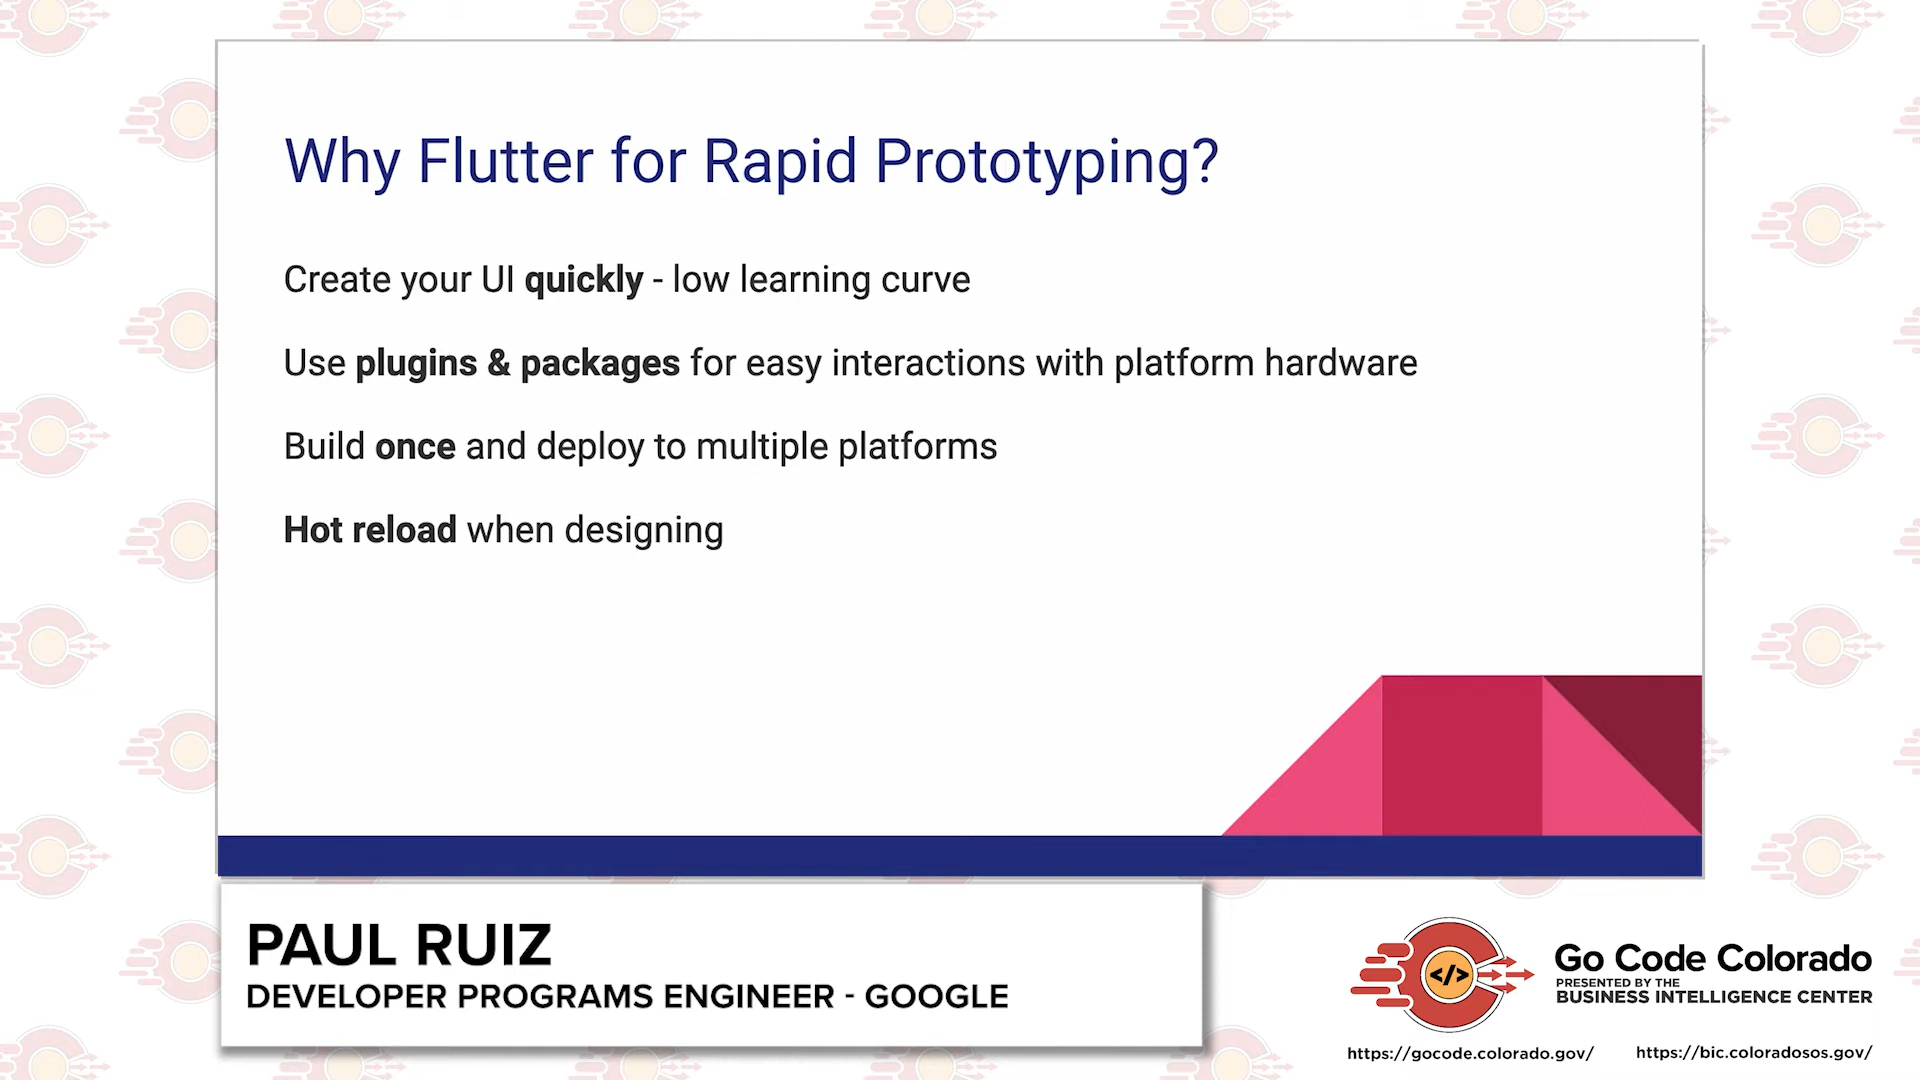 Why Flutter for Rapid Prototyping?
Create your UI quickly - low learning curve
Use plugins & packages for easy interactions with platform hardware
Build once and deploy to multiple platforms
Hot reload when designing
PAUL RUIZ
DEVELOPER PROGRAMS ENGINEER - GOOGLE
</>
Go Code Colorado
PRESENTED BY THE
BUSINESS INTELLIGENCE CENTER
https://gocode.colorado.gov/ https://bic.coloradosos.gov/